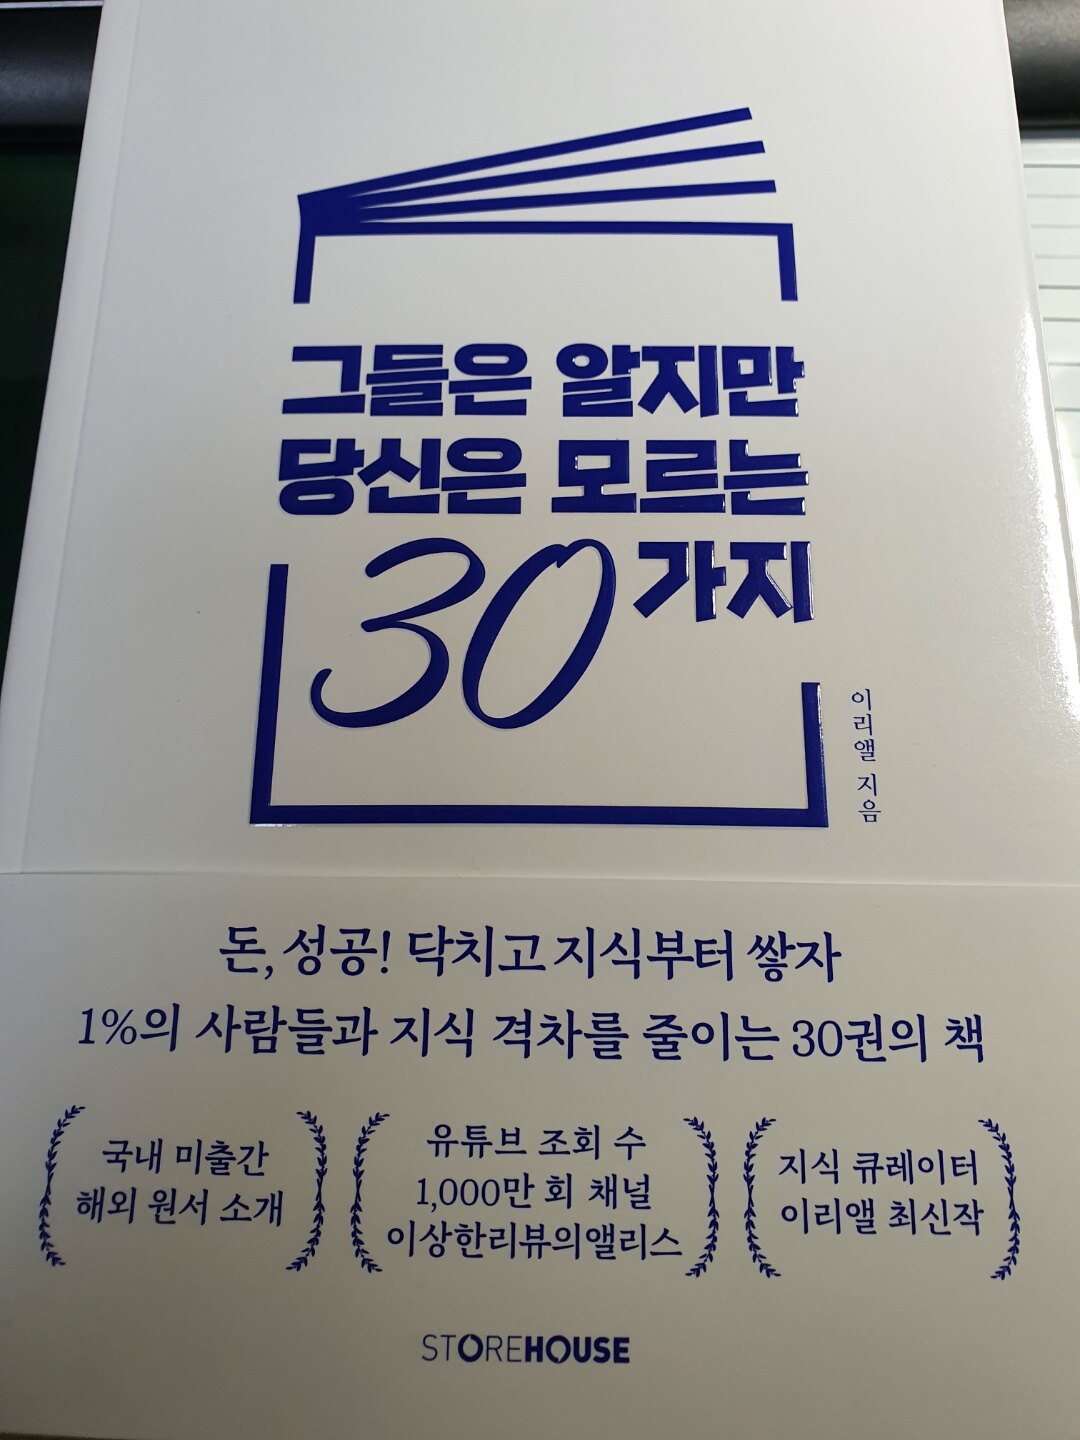 그들은 알지만
당신은 모르는
30가지
이리앨 지음
돈, 성공! 닥치고 지식부터 쌓자
1%의 사람들과 지식 격차를 줄이는 30권의 책
국내 미출간
해외 원서 소개
유튜브 조회 수
1,000만 회 채널
이상한리뷰의앨리스
지식 큐레이터
이리앨 최신작
STOREHOUSE